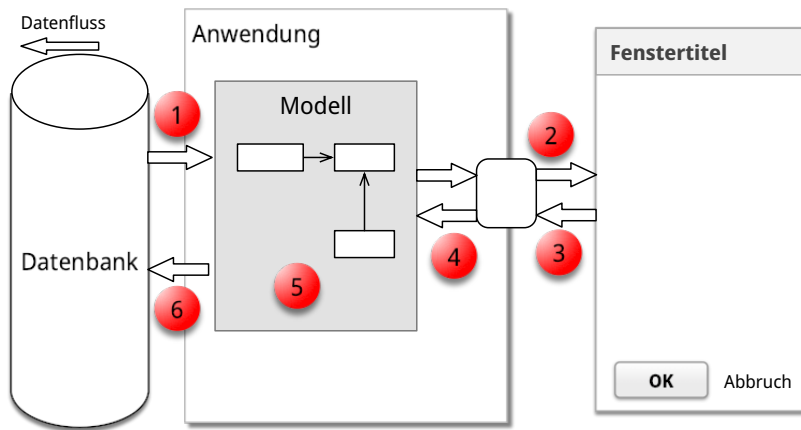 Datenfluss
Anwendung
Fenstertitel
Modell
1
2
Datenbank
4
3
5
6
OK
Abbruch